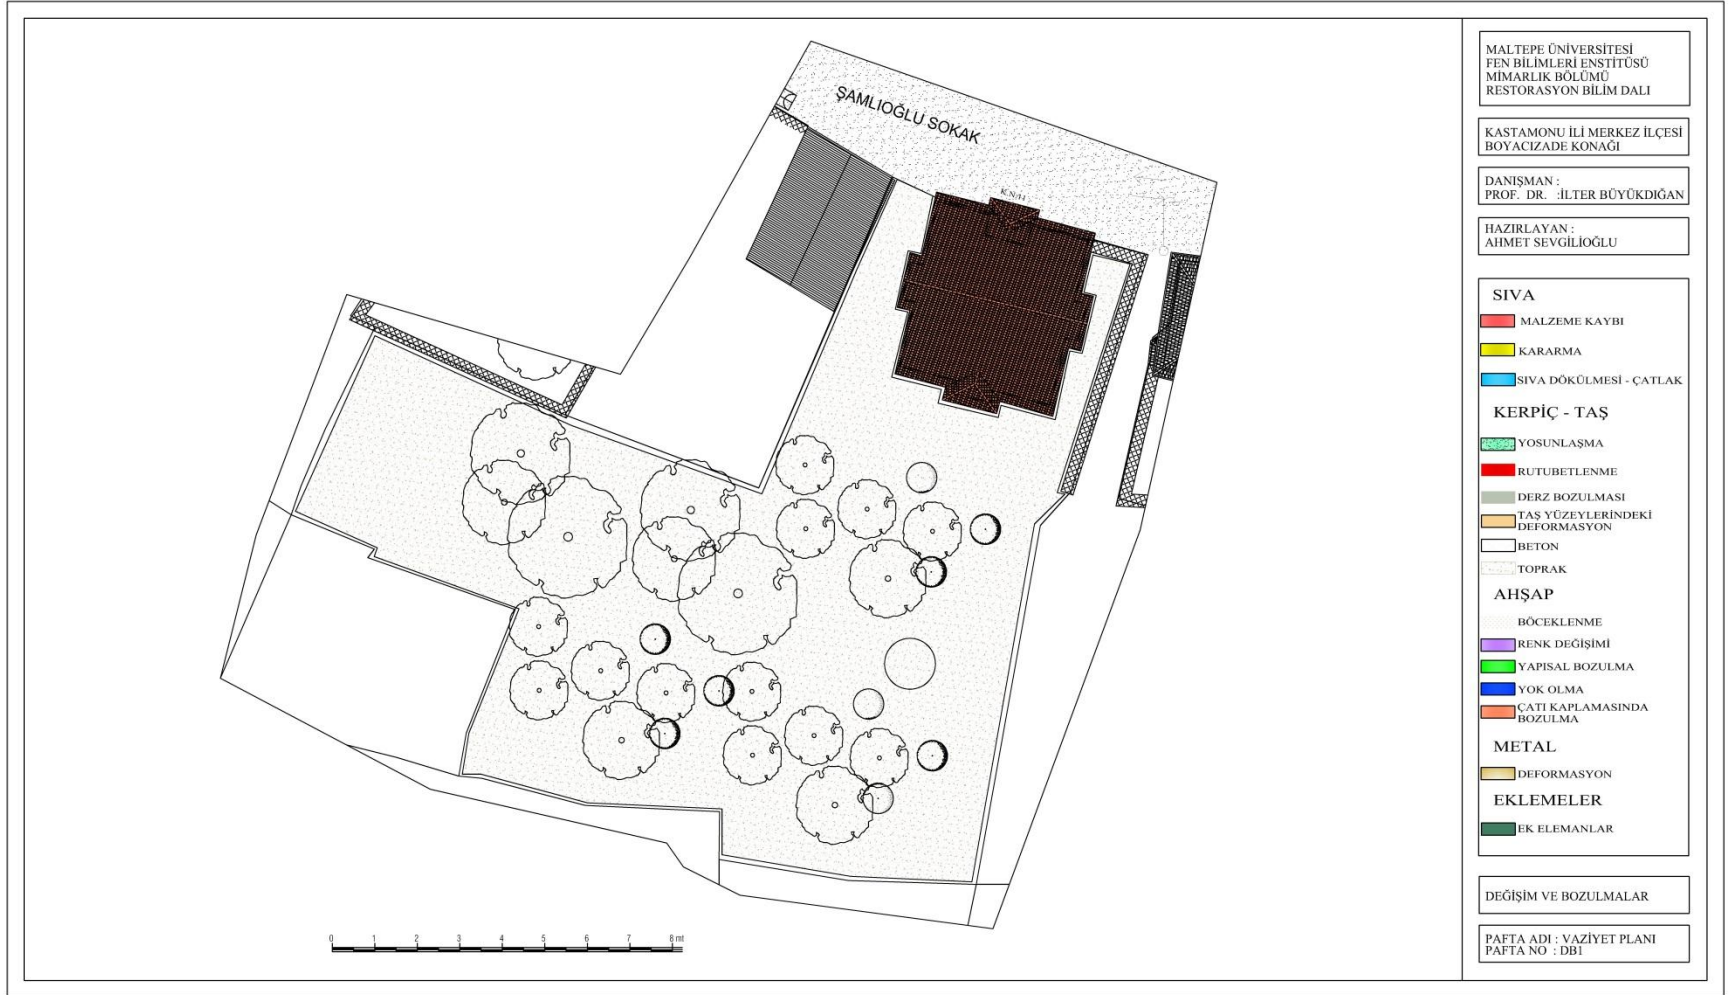 ŞAMLIOĞLU SOKAK
0 1 2 3 4 5 6 7 8 mt
MALTEPE ÜNİVERSİTESİ
FEN BİLİMLERİ ENSTİTÜSÜ
MİMARLIK BÖLÜMÜ
RESTORASYON BİLİM DALI
KASTAMONU İLİ MERKEZ İLÇESİ
BOYACIZADE KONAĞI
DANIŞMAN :
PROF. DR. :İLTER BÜYÜKDIĞAN
HAZIRLAYAN :
AHMET SEVGİLİOĞLU
SIVA
MALZEME KAYBI
KARARMA
SIVA DÖKÜLMESİ - ÇATLAK
KERPİÇ - TAŞ
YOSUNLAŞMA
RUTUBETLENME
DERZ BOZULMASI
TAŞ YÜZEYLERİNDEKİ
DEFORMASYON
BETON
TOPRAK
AHŞAP
BÖCEKLENME
RENK DEĞİŞİMİ
YAPISAL BOZULMA
YOK OLMA
ÇATI KAPLAMASINDA
BOZULMA
METAL
DEFORMASYON
EKLEMELER
EK ELEMANLAR
DEĞİŞİM VE BOZULMALAR
PAFTA ADI : VAZİYET PLANI
PAFTA NO : DB1